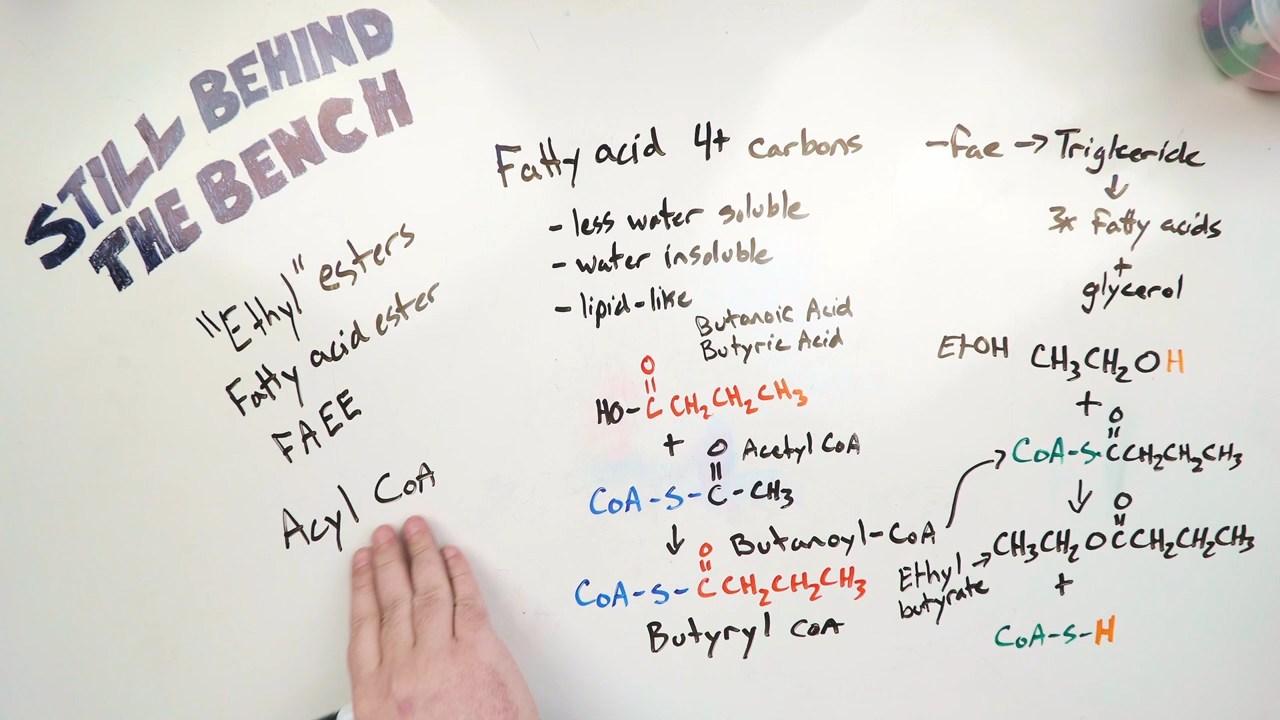 STILL BEHIND
THE BENCH
"Ethyl" esters
Fatty acid ester
FAEE
Acyl CoA
Fatty acid 4+ carbons
- less water soluble
- water insoluble
- lipid-like
Butanoic Acid
Butyric Acid
O
HO-C CH₂CH₂CH₃
+
O Acetyl CoA
CoA-S-C-CH₃
↓
Butanoyl-CoA
O
CoA-S-C CH₂CH₂CH₃
Butyryl CoA
-fae → Triglceride
↓
3x Fatty acids
+
glycerol
EtOH CH₃CH₂OH
+
O
CoA-S-CCH₂CH₂CH₃
↓
O
CH₃CH₂OCCH₂CH₂CH₃
Ethyl →
butyrate
+
CoA-S-H